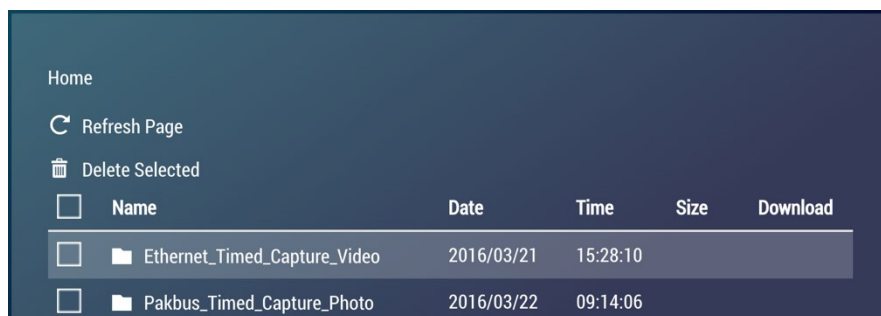 Home
Refresh Page
Delete Selected
Name Date Time Size Download
Ethernet_Timed_Capture_Video 2016/03/21 15:28:10
Pakbus_Timed_Capture_Photo 2016/03/22 09:14:06